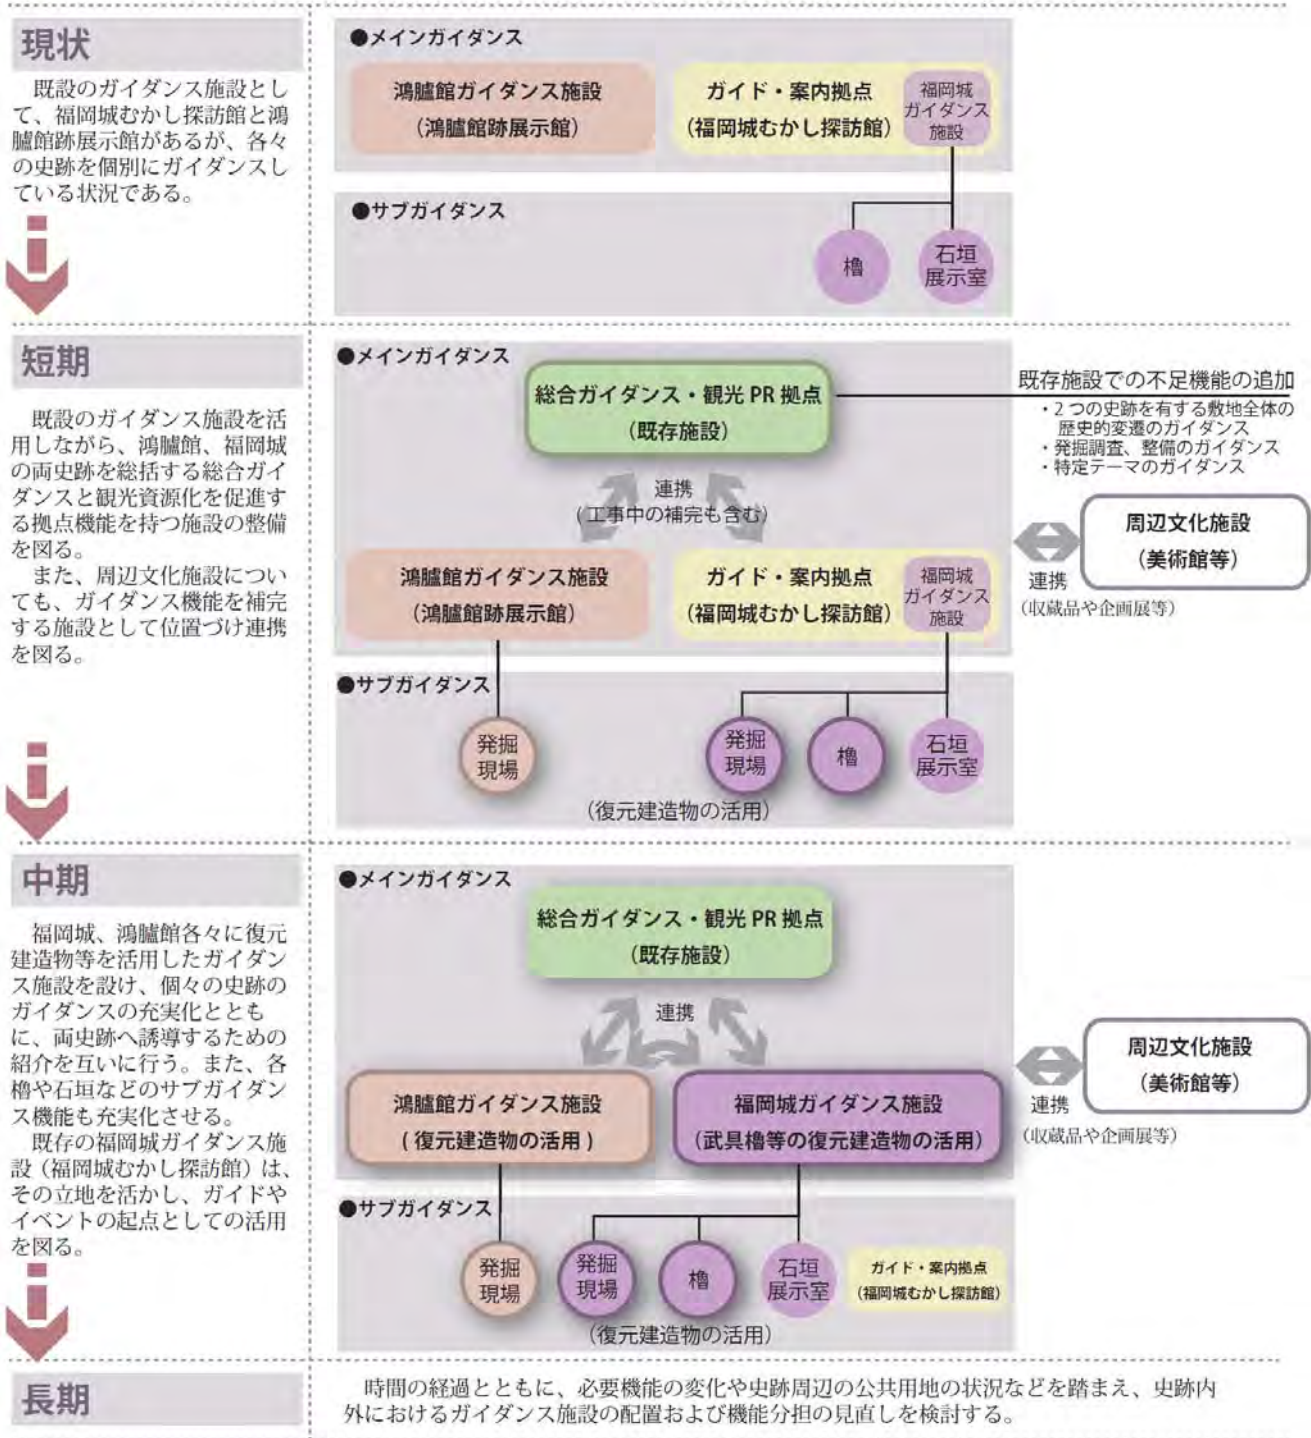 現状
既設のガイダンス施設とし
て、福岡城むかし探訪館と鴻
臚館跡展示館があるが、各々
の史跡を個別にガイダンスし
ている状況である。
●メインガイダンス
鴻臚館ガイダンス施設
(鴻臚館跡展示館)
ガイド・案内拠点
(福岡城むかし探訪館)
福岡城
ガイダンス
施設
●サブガイダンス
櫓
石垣
展示室
短期
既設のガイダンス施設を活
用しながら、鴻臚館、福岡城
の両史跡を総括する総合ガイ
ダンスと観光資源化を促進す
る拠点機能を持つ施設の整備
を図る。
また、周辺文化施設につい
ても、ガイダンス機能を補完
する施設として位置づけ連携
を図る。
●メインガイダンス
総合ガイダンス・観光 PR 拠点
(既存施設)
既存施設での不足機能の追加
・2つの史跡を有する敷地全体の
歴史的変遷のガイダンス
・発掘調査、整備のガイダンス
・特定テーマのガイダンス
連携
(工事中の補完も含む)
鴻臚館ガイダンス施設
(鴻臚館跡展示館)
ガイド・案内拠点
(福岡城むかし探訪館)
福岡城
ガイダンス
施設
周辺文化施設
(美術館等)
連携
(収蔵品や企画展等)
●サブガイダンス
発掘
現場
発掘
現場
櫓
石垣
展示室
(復元建造物の活用)
中期
福岡城、鴻臚館各々に復元
建造物等を活用したガイダン
ス施設を設け、個々の史跡の
ガイダンスの充実化ととも
に、両史跡へ誘導するための
紹介を互いに行う。また、各
櫓や石垣などのサブガイダン
ス機能も充実化させる。
既存の福岡城ガイダンス施
設(福岡城むかし探訪館)は、
その立地を活かし、ガイドや
イベントの起点としての活用
を図る。
●メインガイダンス
総合ガイダンス・観光 PR 拠点
(既存施設)
連携
鴻臚館ガイダンス施設
( 復元建造物の活用 )
福岡城ガイダンス施設
(武具櫓等の復元建造物の活用)
周辺文化施設
(美術館等)
連携
(収蔵品や企画展等)
●サブガイダンス
発掘
現場
発掘
現場
櫓
石垣
展示室
ガイド・案内拠点
(福岡城むかし探訪館)
(復元建造物の活用)
長期
時間の経過とともに、必要機能の変化や史跡周辺の公共用地の状況などを踏まえ、史跡内
外におけるガイダンス施設の配置および機能分担の見直しを検討する。